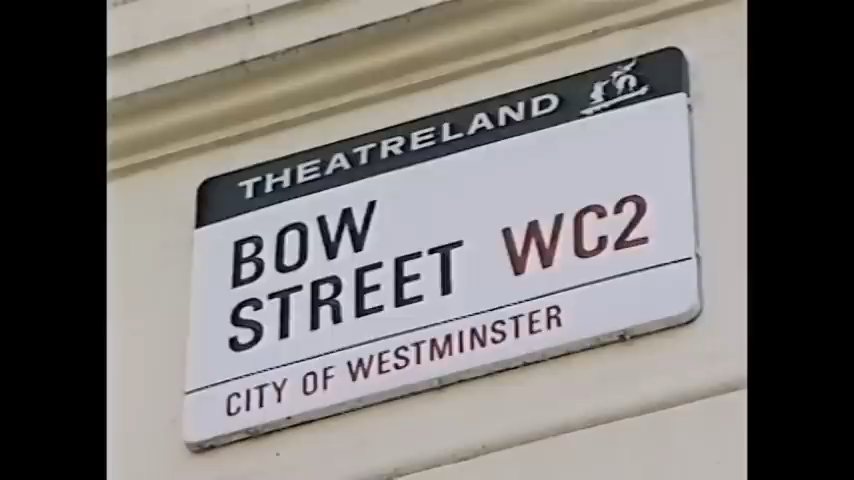 THEATRELAND
BOW
STREET WC2
CITY OF WESTMINSTER